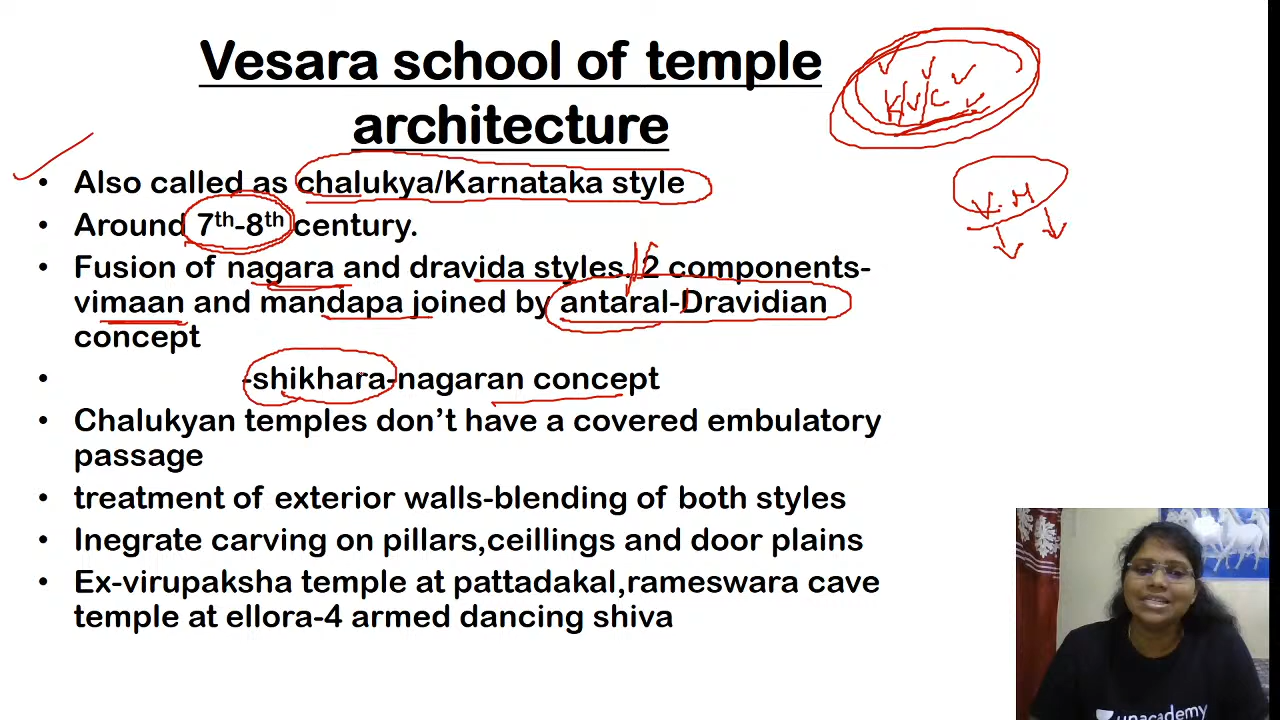 Vesara school of temple
architecture
• Also called as chalukya/Karnataka style
• Around 7th-8th century.
• Fusion of nagara and dravida styles. 2 components-
vimaan and mandapa joined by antaral-Dravidian
concept
• -shikhara-nagaran concept
• Chalukyan temples don't have a covered embulatory
passage
• treatment of exterior walls-blending of both styles
• Inegrate carving on pillars,ceillings and door plains
• Ex-virupaksha temple at pattadakal,rameswara cave
temple at ellora-4 armed dancing shiva
V.M
unacademy